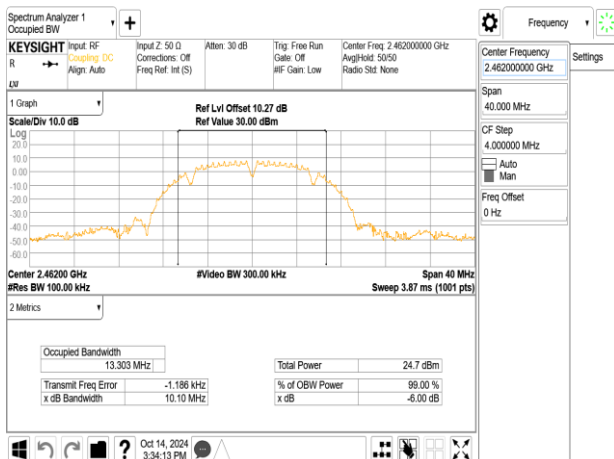 Spectrum Analyzer 1
Occupied BW
Frequency
KEYSIGHT
R
LXI
Input: RF
Coupling: DC
Align: Auto
Input Z: 50 Ω
Corrections: Off
Freq Ref: Int (S)
Atten: 30 dB
Trig: Free Run
Gate: Off
#IF Gain: Low
Center Freq: 2.462000000 GHz
Avg|Hold: 50/50
Radio Std: None
Center Frequency
2.462000000 GHz
Settings
Span
40.000 MHz
CF Step
4.000000 MHz
Auto
Man
Freq Offset
0 Hz
1 Graph
Scale/Div 10.0 dB
Ref Lvl Offset 10.27 dB
Ref Value 30.00 dBm
Log
20.0
10.0
0.00
-10.0
-20.0
-30.0
-40.0
-50.0
-60.0
Center 2.46200 GHz
#Video BW 300.00 kHz
Span 40 MHz
#Res BW 100.00 kHz
Sweep 3.87 ms (1001 pts)
2 Metrics
Occupied Bandwidth
13.303 MHz
Total Power 24.7 dBm
Transmit Freq Error -1.186 kHz
% of OBW Power 99.00 %
x dB Bandwidth 10.10 MHz
x dB -6.00 dB
?
Oct 14, 2024
3:34:13 PM